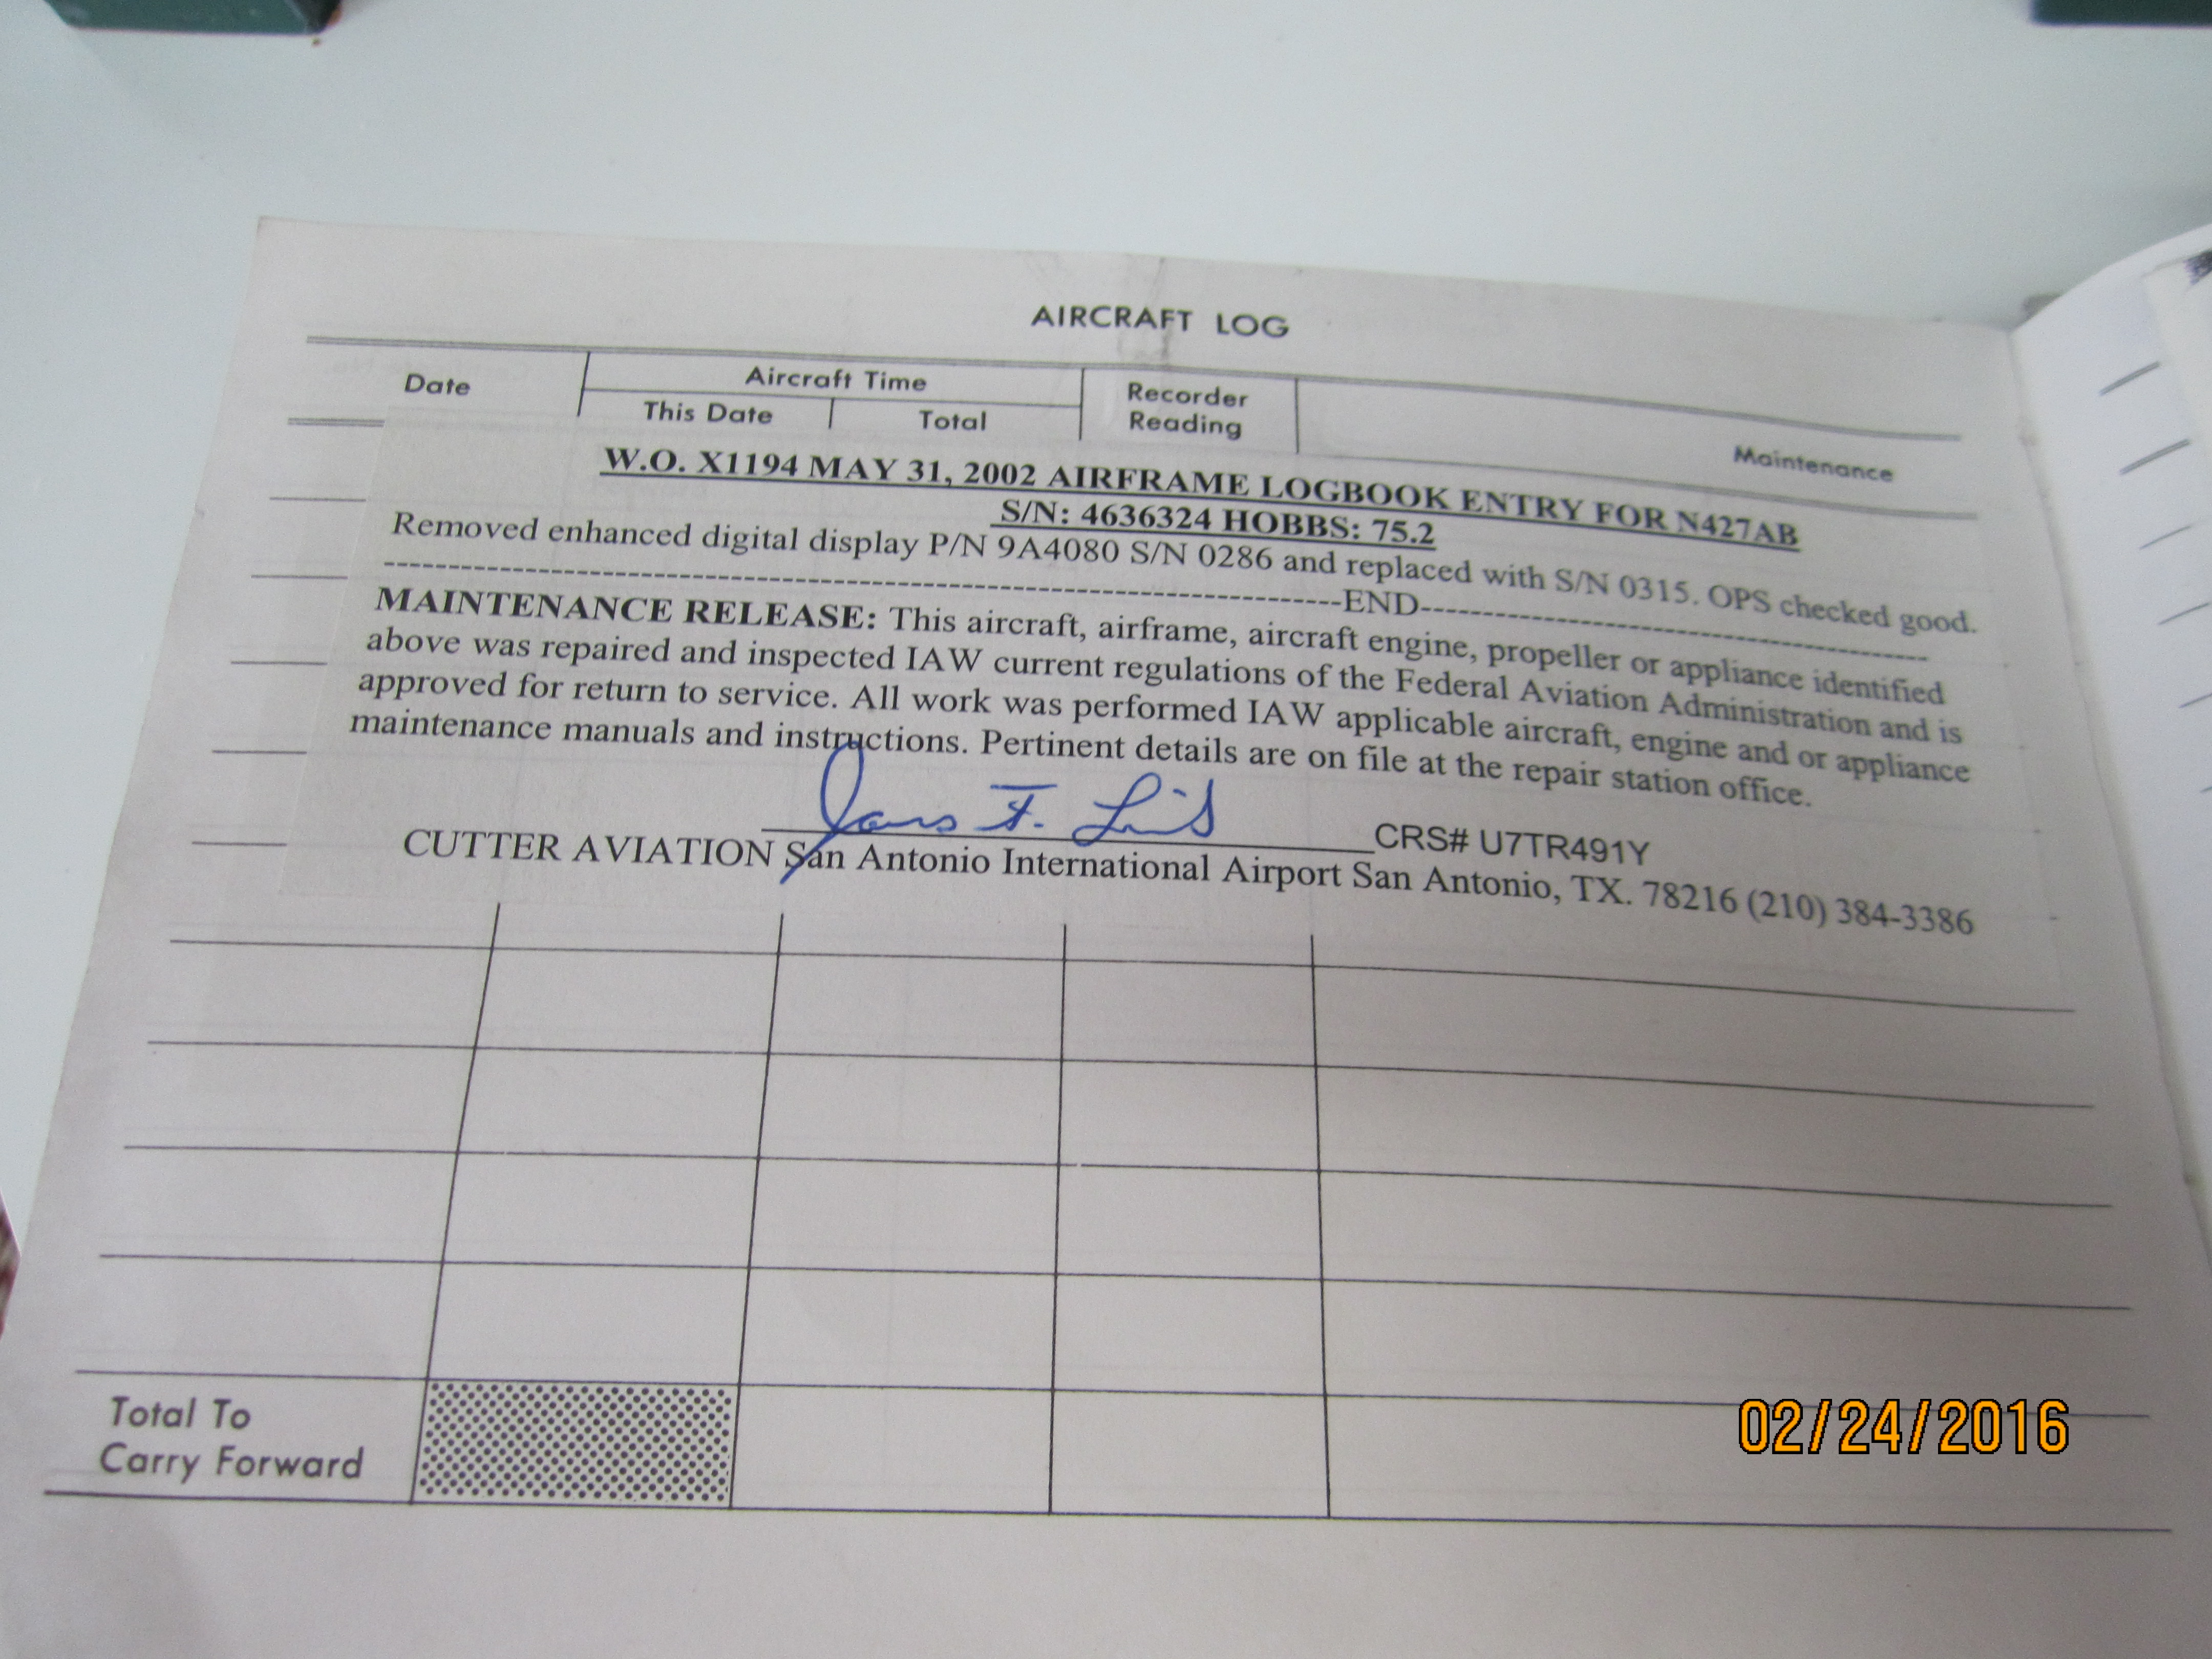 AIRCRAFT LOG
Date
Aircraft Time
This Date
Total
Recorder
Reading
Maintenance
W.O. X1194 MAY 31, 2002 AIRFRAME LOGBOOK ENTRY FOR N427AB
S/N: 4636324 HOBBS: 75.2
Removed enhanced digital display P/N 9A4080 S/N 0286 and replaced with S/N 0315. OPS checked good.
--------------------END--------------------
MAINTENANCE RELEASE: This aircraft, airframe, aircraft engine, propeller or appliance identified
above was repaired and inspected IAW current regulations of the Federal Aviation Administration and is
approved for return to service. All work was performed IAW applicable aircraft, engine and or appliance
maintenance manuals and instructions. Pertinent details are on file at the repair station office.
F.
CRS# U7TR491Y
CUTTER AVIATION San Antonio International Airport San Antonio, TX. 78216 (210) 384-3386
Total To
Carry Forward
02/24/2016